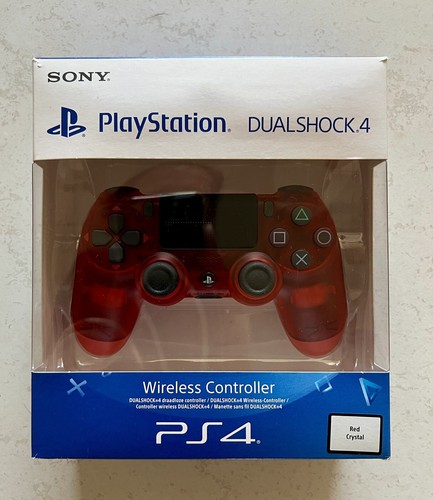 SONY
PlayStation® DUALSHOCK®4
Wireless Controller
DUALSHOCK®4 draadloze controller / DUALSHOCK®4 Wireless-Controller /
Controller wireless DUALSHOCK®4 / Manette sans fil DUALSHOCK®4
PS4®
Red
Crystal